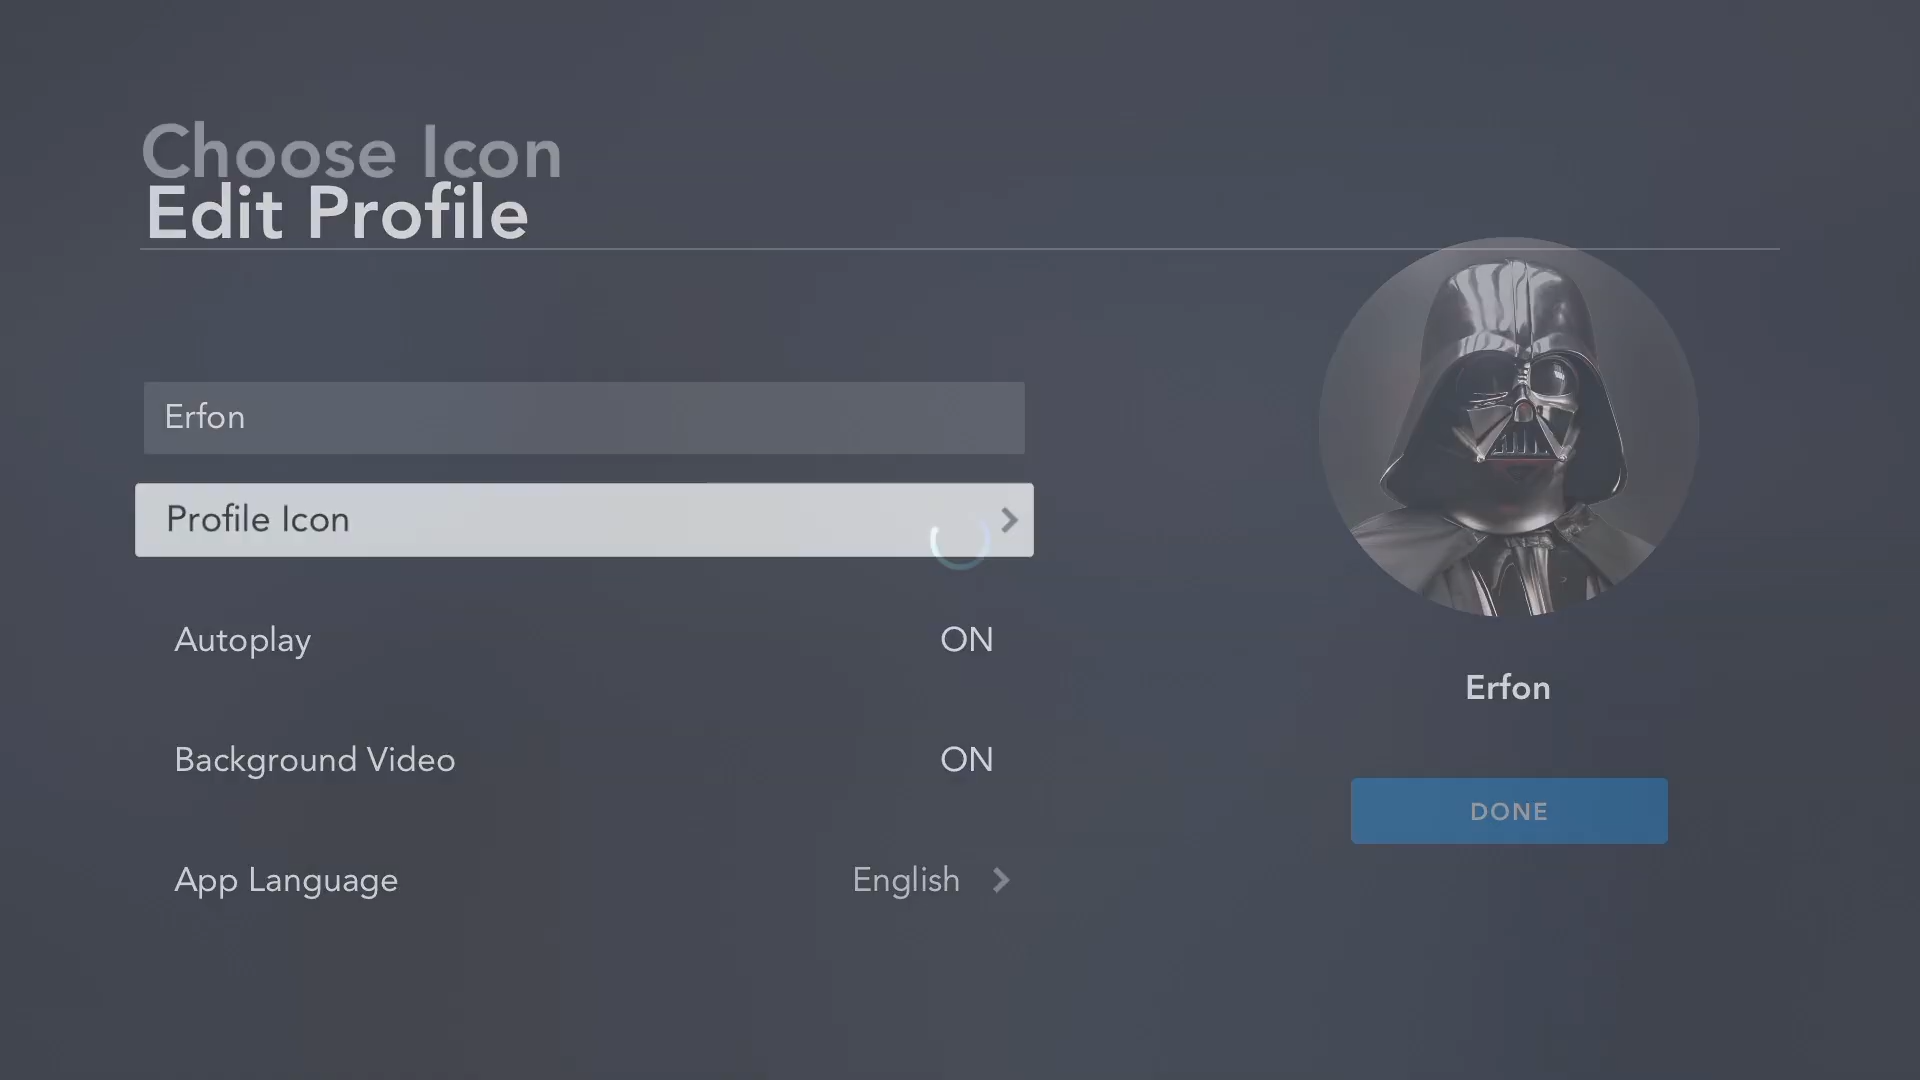 Choose Icon
Edit Profile
Erfon
Profile Icon
Autoplay ON
Background Video ON
App Language English
Erfon
DONE